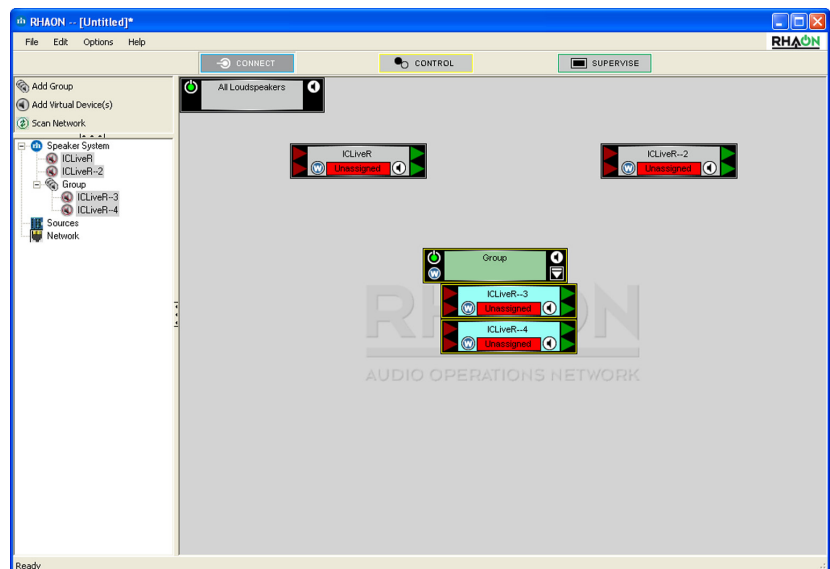 RHAON -- [Untitled]*
File Edit Options Help
RHAON
CONNECT CONTROL SUPERVISE
Add Group
Add Virtual Device(s)
Scan Network
Speaker System
ICLiveR
ICLiveR--2
Group
ICLiveR--3
ICLiveR--4
Sources
Network
All Loudspeakers
ICLiveR
W Unassigned
ICLiveR--2
W Unassigned
Group
W
ICLiveR--3
W Unassigned
ICLiveR--4
W Unassigned
RHAON
AUDIO OPERATIONS NETWORK
Ready